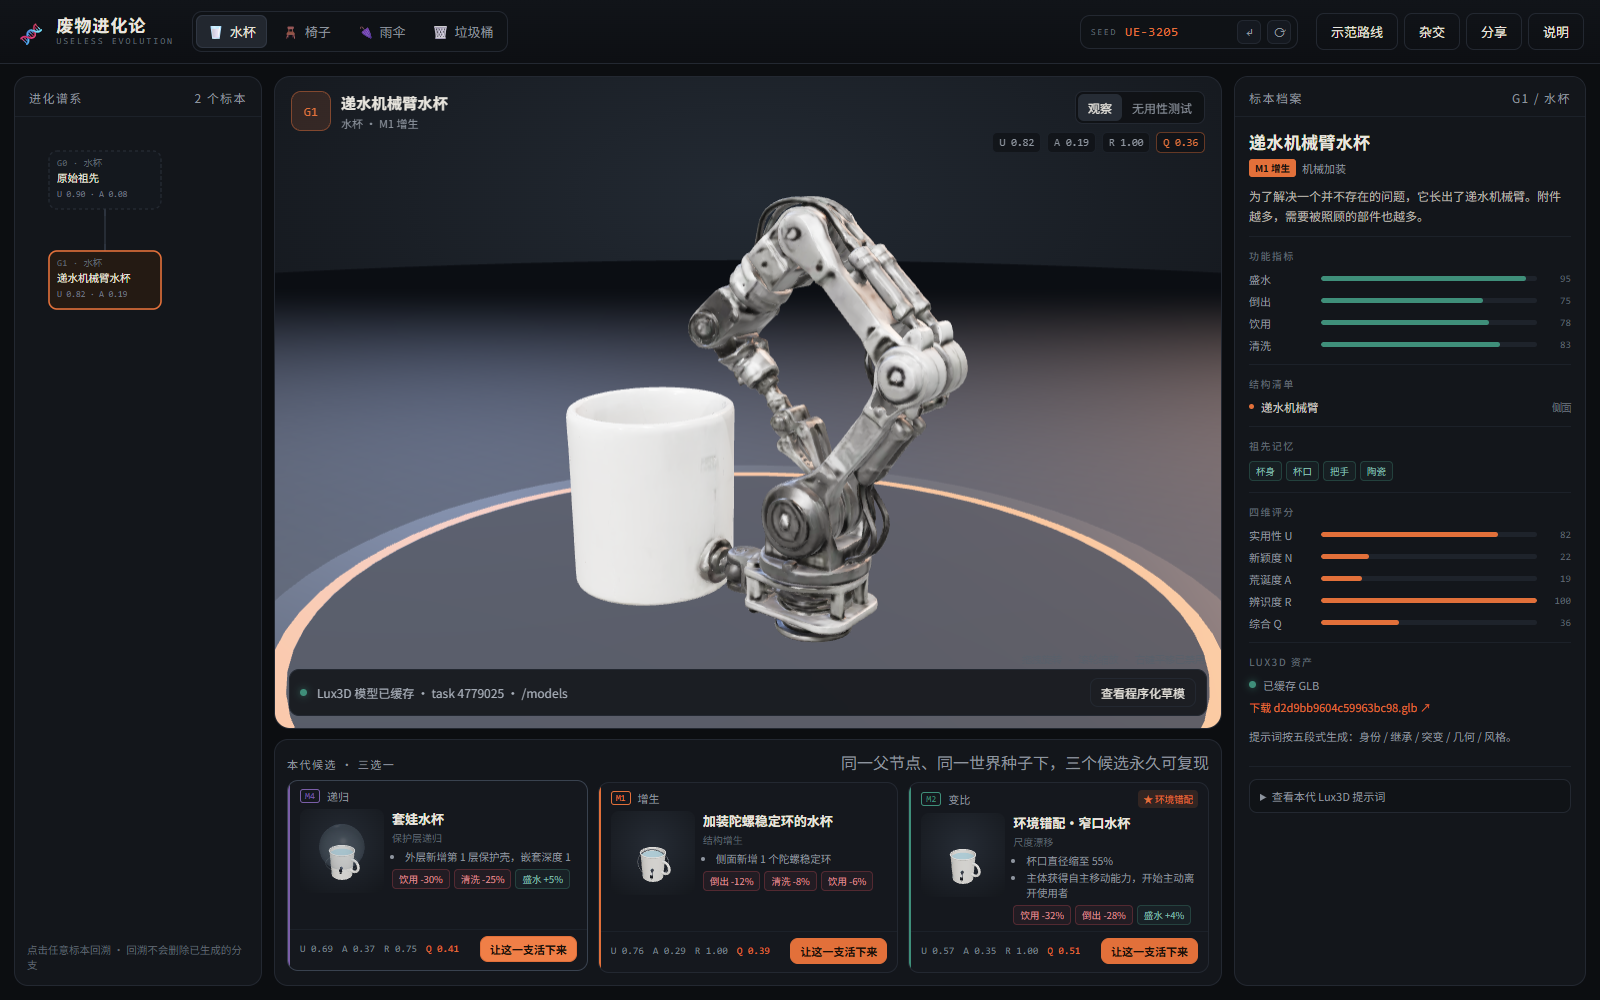 废物进化论
USELESS EVOLUTION
水杯
椅子
雨伞
垃圾桶
SEED UE-3205
示范路线
杂交
分享
说明
进化谱系
2 个标本
G0 · 水杯
原始祖先
U 0.90 · A 0.08
G1 · 水杯
递水机械臂水杯
U 0.82 · A 0.19
点击任意标本回溯 · 回溯不会删除已生成的分
支
G1
递水机械臂水杯
水杯 · M1 增生
观察
无用性测试
U 0.82
A 0.19
R 1.00
Q 0.36
Lux3D 模型已缓存 · task 4779025 · /models
查看程序化草模
本代候选 · 三选一
同一父节点、同一世界种子下，三个候选永久可复现
M4 递归
套娃水杯
保护层递归
外层新增第 1 层保护壳，嵌套深度 1
饮用 -30%
清洗 -25%
盛水 +5%
U 0.69 A 0.37 R 0.75 Q 0.41
让这一支活下来
M1 增生
加装陀螺稳定环的水杯
结构增生
侧面新增 1 个陀螺稳定环
倒出 -12%
清洗 -8%
饮用 -6%
U 0.76 A 0.29 R 1.00 Q 0.39
让这一支活下来
M2 变比
★ 环境错配
环境错配 · 窄口水杯
尺度漂移
杯口直径缩至 55%
主体获得自主移动能力，开始主动离
开使用者
饮用 -32%
倒出 -28%
盛水 +4%
U 0.57 A 0.35 R 1.00 Q 0.51
让这一支活下来
标本档案
G1 / 水杯
递水机械臂水杯
M1 增生
机械加装
为了解决一个并不存在的问题，它长出了递水机械臂。附件
越多，需要被照顾的部件也越多。
功能指标
盛水 95
倒出 75
饮用 78
清洗 83
结构清单
递水机械臂
侧面
祖先记忆
杯身
杯口
把手
陶瓷
四维评分
实用性 U 82
新颖度 N 22
荒诞度 A 19
辨识度 R 100
综合 Q 36
LUX3D 资产
已缓存 GLB
下载 d2d9bb9604c59963bc98.glb ↗
提示词按五段式生成：身份 / 继承 / 突变 / 几何 / 风格。
▶ 查看本代 Lux3D 提示词